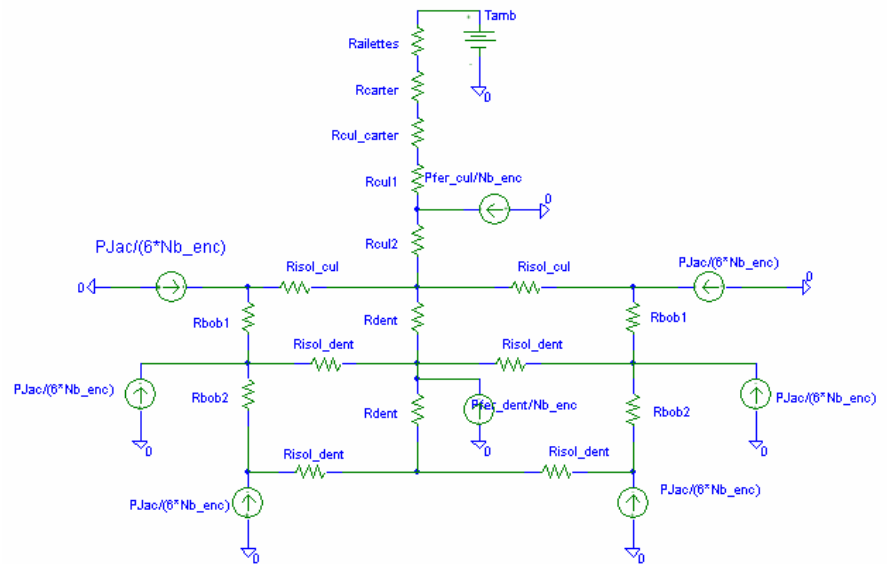 Tamb
Railettes
0
Rcarter
Rcul_carter
Rcul1
Pfer_cul/Nb_enc
0
Rcul2
PJac/(6*Nb_enc)
Risol_cul
Risol_cul
PJac/(6*Nb_enc)
0
0
Rbob1
Rdent
Rbob1
Risol_dent
Risol_dent
PJac/(6*Nb_enc)
Rbob2
Rdent
Pfer_dent/Nb_enc
Rbob2
PJac/(6*Nb_enc)
0
0
0
Risol_dent
Risol_dent
PJac/(6*Nb_enc)
PJac/(6*Nb_enc)
0
0